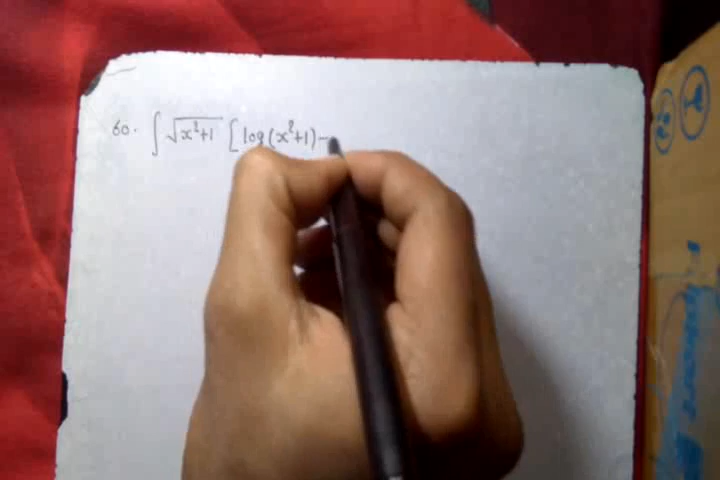 60. ∫ √x²+1 [log(x²+1) -